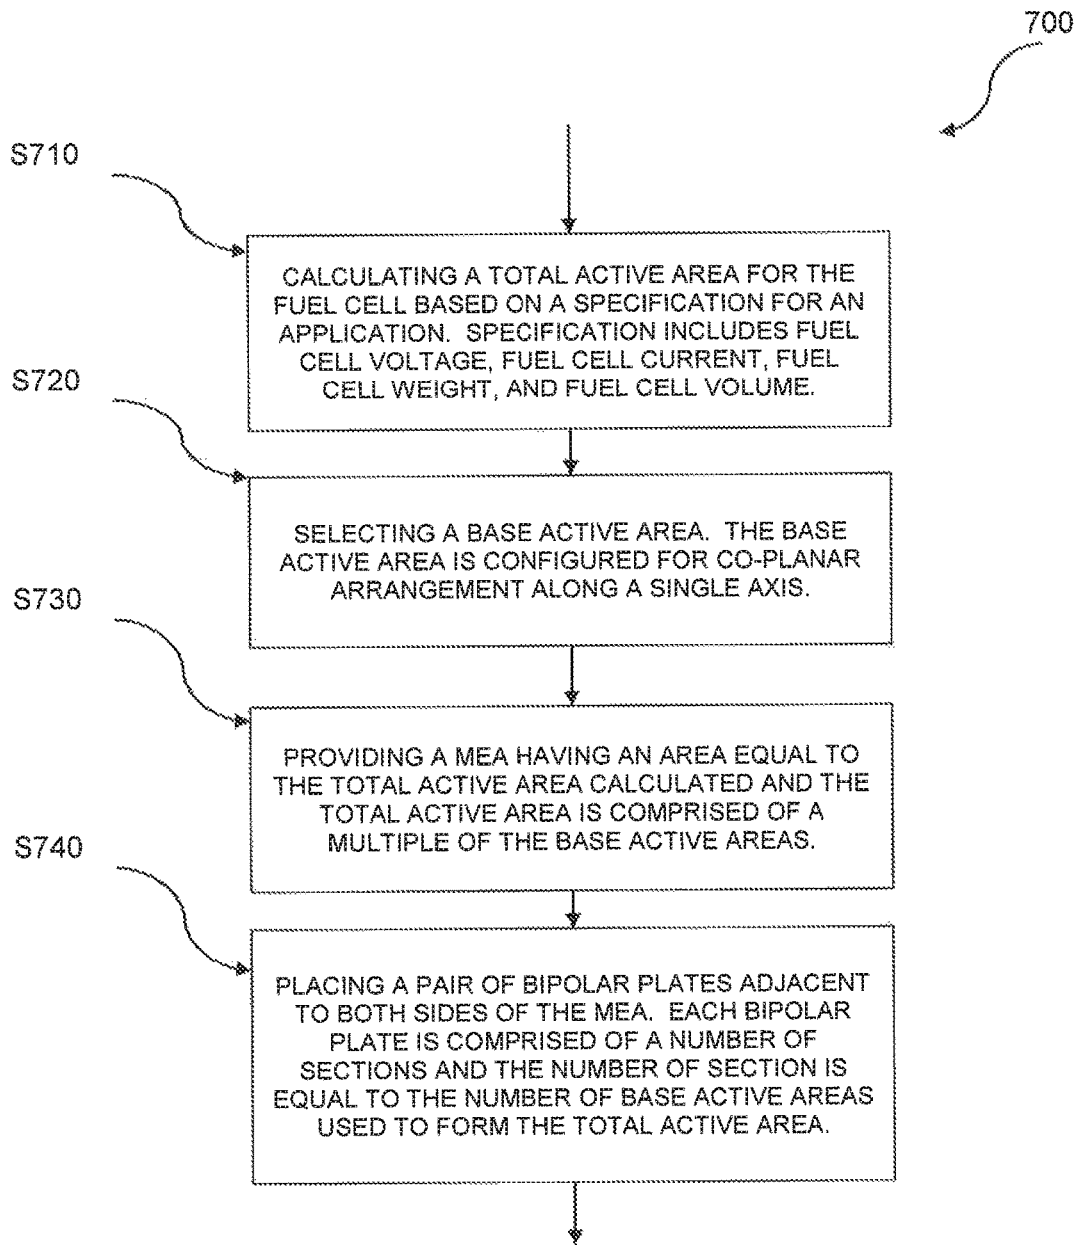 700
S710
CALCULATING A TOTAL ACTIVE AREA FOR THE
FUEL CELL BASED ON A SPECIFICATION FOR AN
APPLICATION. SPECIFICATION INCLUDES FUEL
CELL VOLTAGE, FUEL CELL CURRENT, FUEL
CELL WEIGHT, AND FUEL CELL VOLUME.
S720
SELECTING A BASE ACTIVE AREA. THE BASE
ACTIVE AREA IS CONFIGURED FOR CO-PLANAR
ARRANGEMENT ALONG A SINGLE AXIS.
S730
PROVIDING A MEA HAVING AN AREA EQUAL TO
THE TOTAL ACTIVE AREA CALCULATED AND THE
TOTAL ACTIVE AREA IS COMPRISED OF A
MULTIPLE OF THE BASE ACTIVE AREAS.
S740
PLACING A PAIR OF BIPOLAR PLATES ADJACENT
TO BOTH SIDES OF THE MEA. EACH BIPOLAR
PLATE IS COMPRISED OF A NUMBER OF
SECTIONS AND THE NUMBER OF SECTION IS
EQUAL TO THE NUMBER OF BASE ACTIVE AREAS
USED TO FORM THE TOTAL ACTIVE AREA.